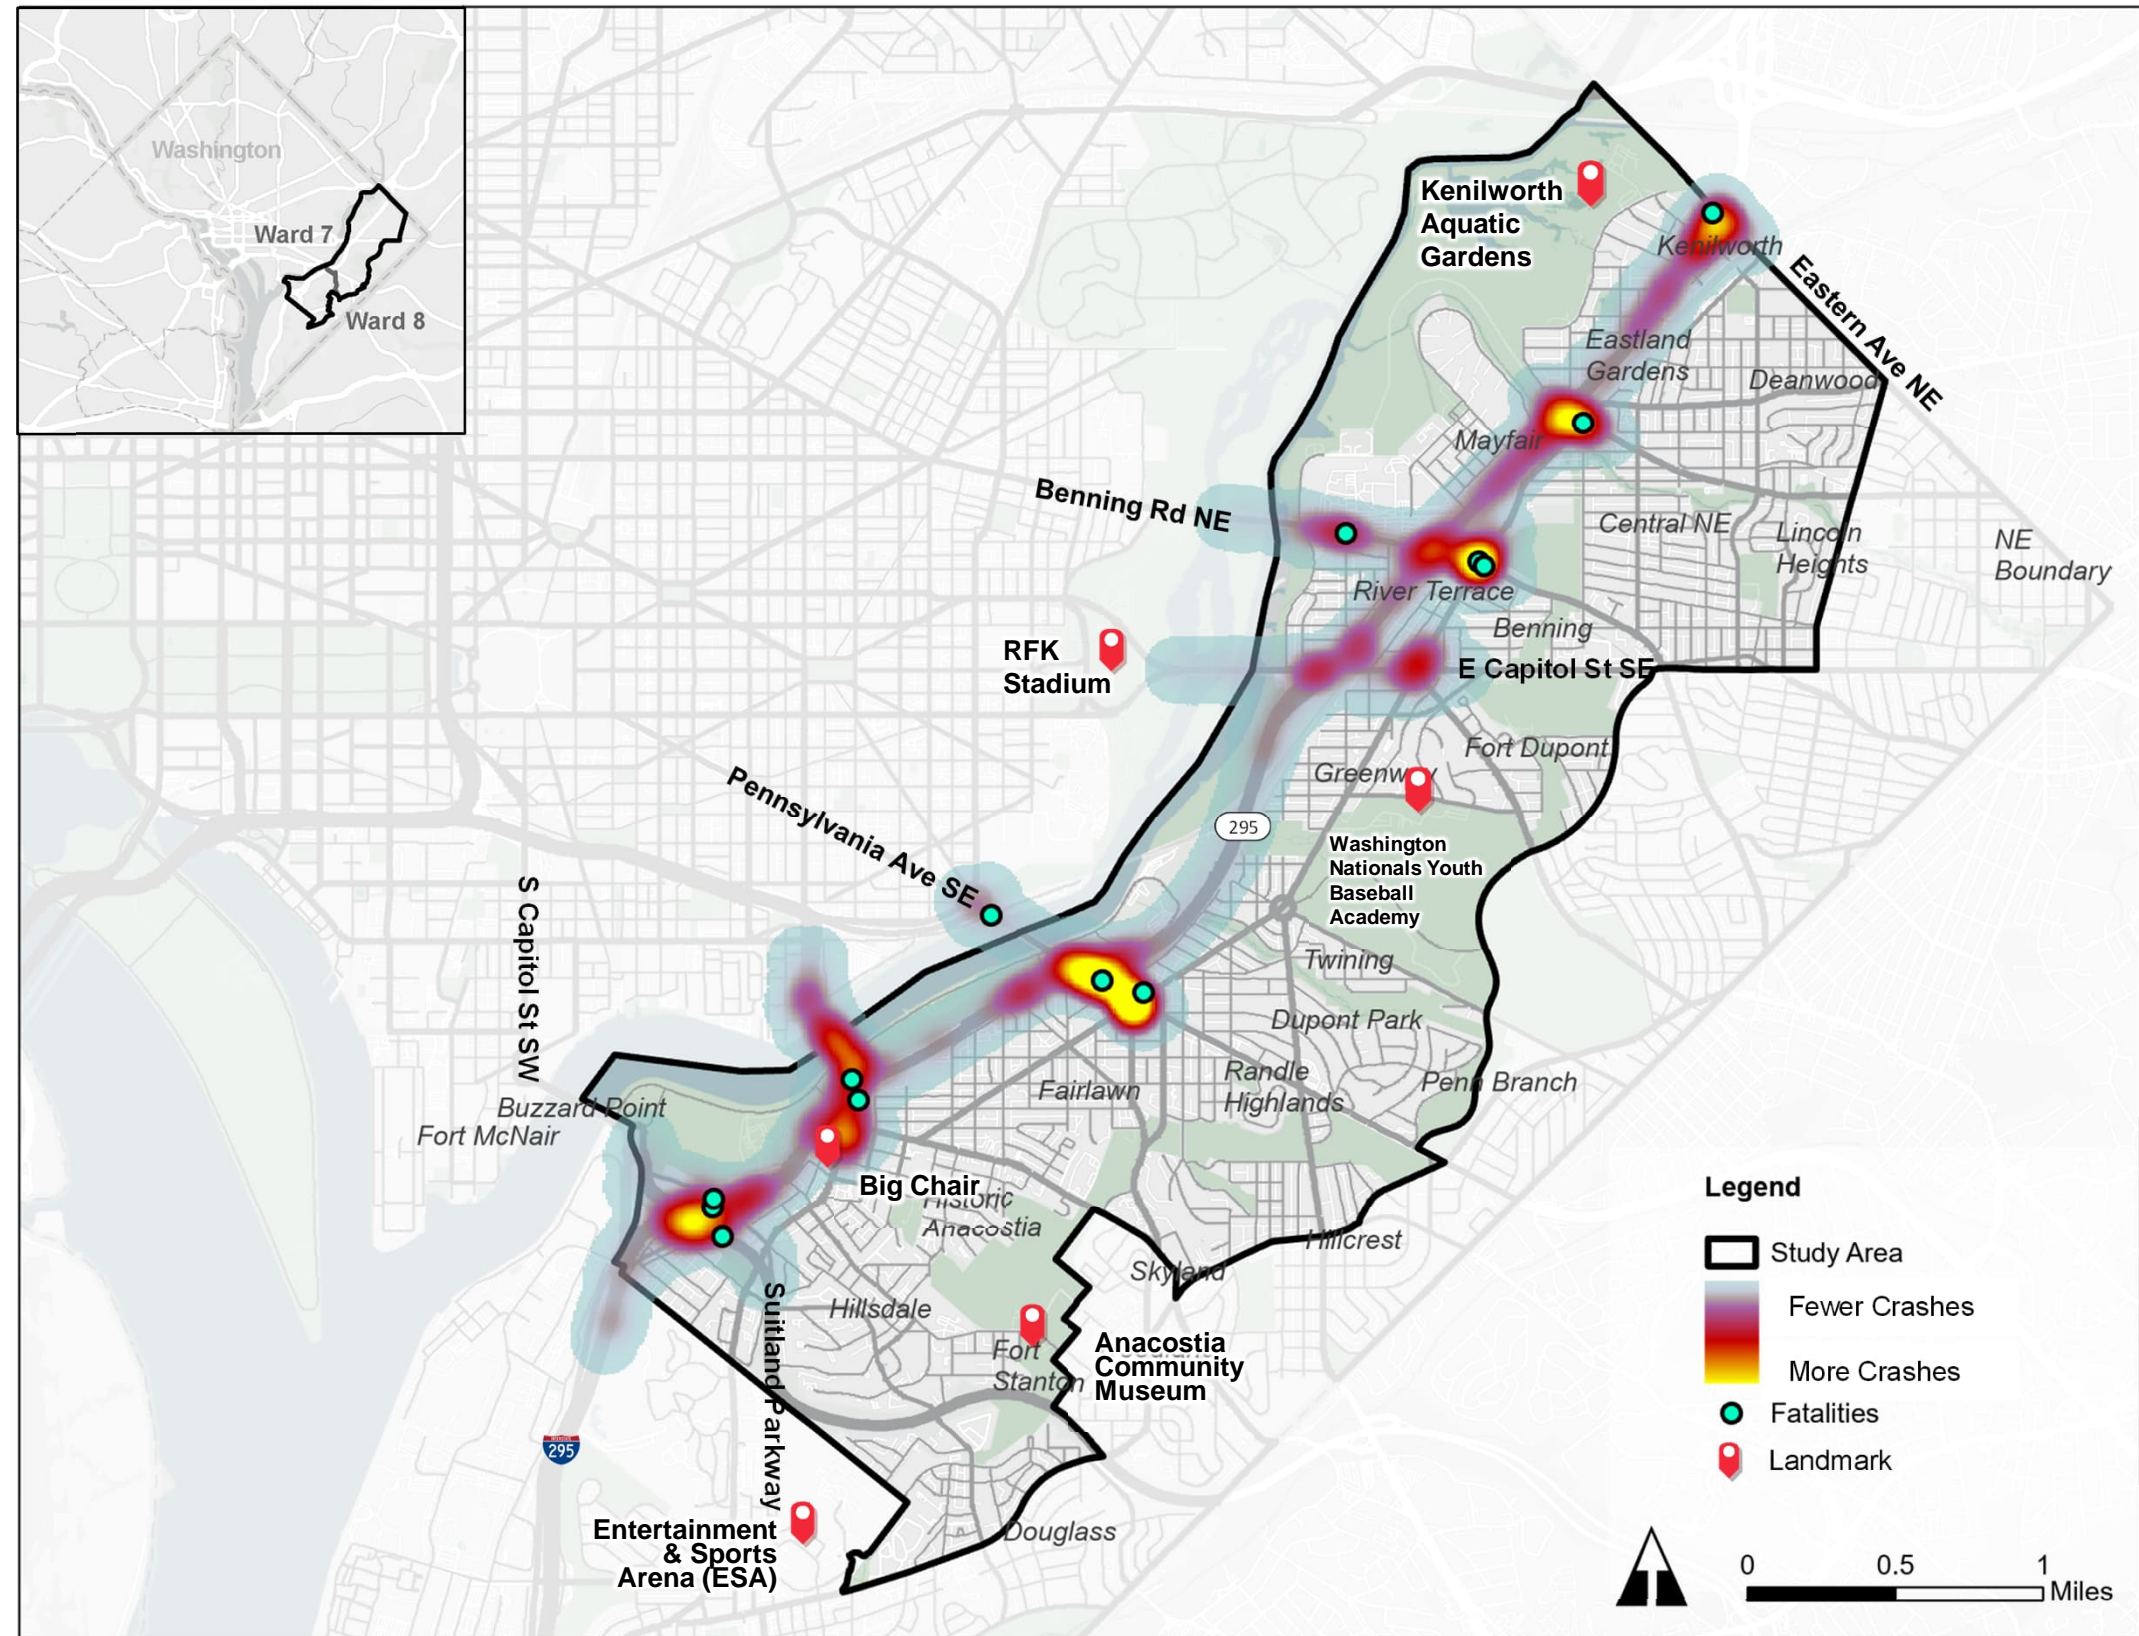 Washington
Ward 7
Ward 8
Kenilworth
Aquatic
Gardens
Kenilworth
Eastern Ave NE
Eastland
Gardens
Deanwood
Mayfair
Benning Rd NE
Central NE
Lincoln
Heights
NE
Boundary
River Terrace
Benning
RFK
Stadium
E Capitol St SE
Fort Dupont
Greenway
Pennsylvania Ave SE
295
Washington
Nationals Youth
Baseball
Academy
S Capitol St SW
Twining
Dupont Park
Randle
Highlands
Penn Branch
Fairlawn
Buzzard Point
Fort McNair
Big Chair
Historic
Anacostia
Hillcrest
Skyland
Suitland Parkway
Hillsdale
Fort
Stanton
Anacostia
Community
Museum
295
Entertainment
& Sports
Arena (ESA)
Douglass
Legend
Study Area
Fewer Crashes
More Crashes
Fatalities
Landmark
0 0.5 1
Miles